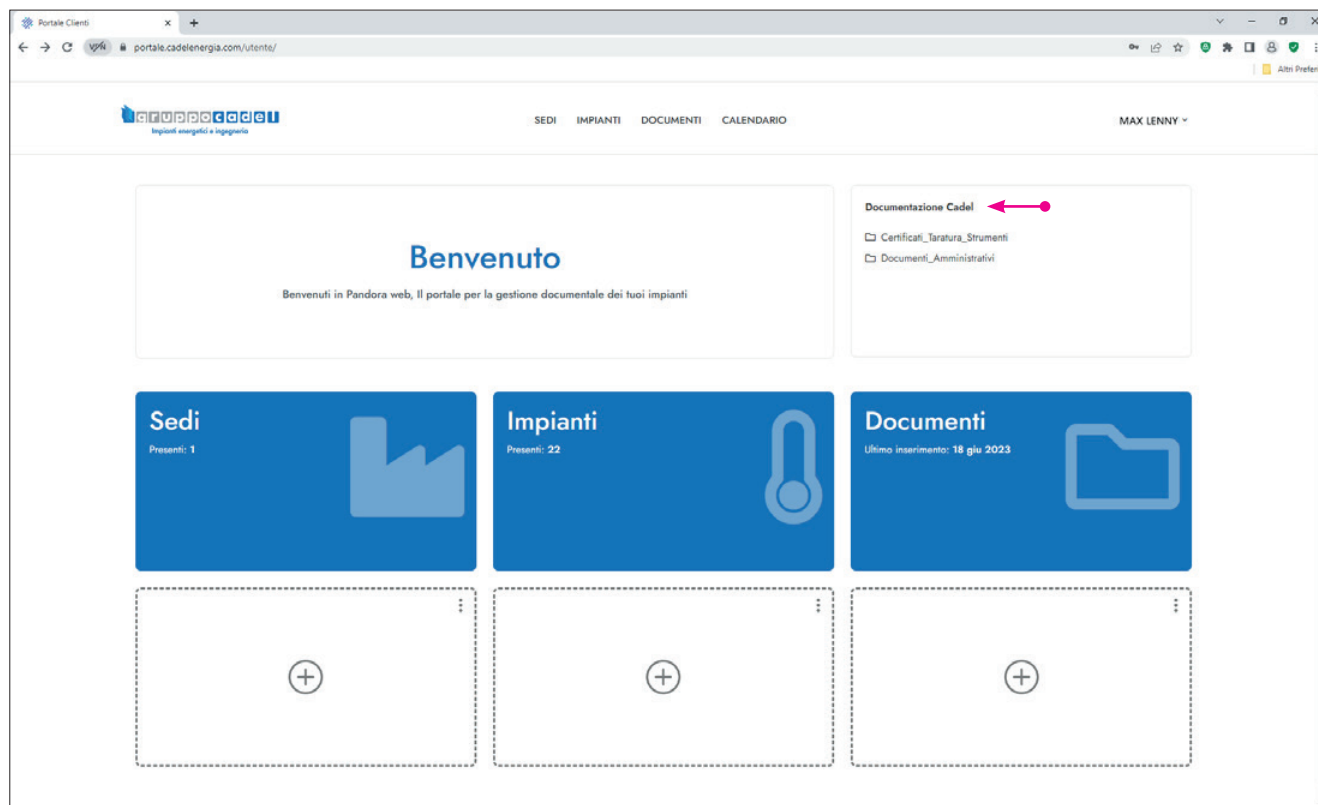 Portale Clienti
VPN
portale.cadelenergia.com/utente/
Altri Prefer
gruppocadel
Impianti energetici e ingegneria
SEDI IMPIANTI DOCUMENTI CALENDARIO
MAX LENNY
Benvenuto
Benvenuti in Pandora web, Il portale per la gestione documentale dei tuoi impianti
Documentazione Cadel
Certificati_Taratura_Strumenti
Documenti_Amministrativi
Sedi
Presenti: 1
Impianti
Presenti: 22
Documenti
Ultimo inserimento: 18 giu 2023